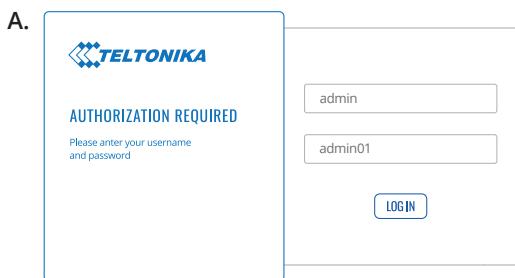 A.
TELTONIKA
AUTHORIZATION REQUIRED
Please anter your username
and password
admin
admin01
LOG IN